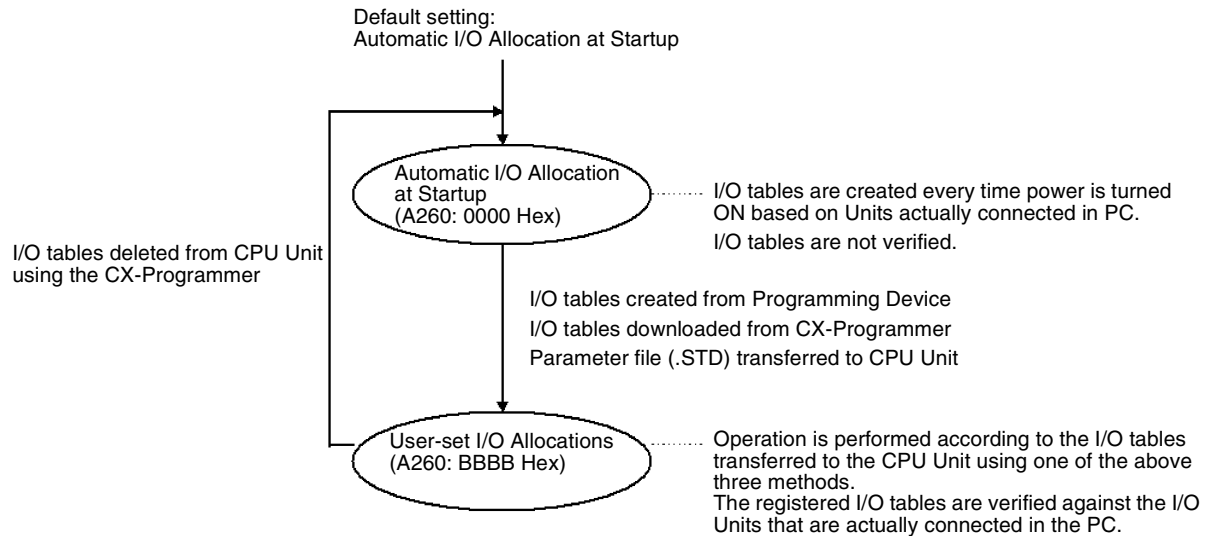 Default setting:
Automatic I/O Allocation at Startup
Automatic I/O Allocation
at Startup
(A260: 0000 Hex)
I/O tables are created every time power is turned
ON based on Units actually connected in PC.
I/O tables are not verified.
I/O tables deleted from CPU Unit
using the CX-Programmer
I/O tables created from Programming Device
I/O tables downloaded from CX-Programmer
Parameter file (.STD) transferred to CPU Unit
User-set I/O Allocations
(A260: BBBB Hex)
Operation is performed according to the I/O tables
transferred to the CPU Unit using one of the above
three methods.
The registered I/O tables are verified against the I/O
Units that are actually connected in the PC.